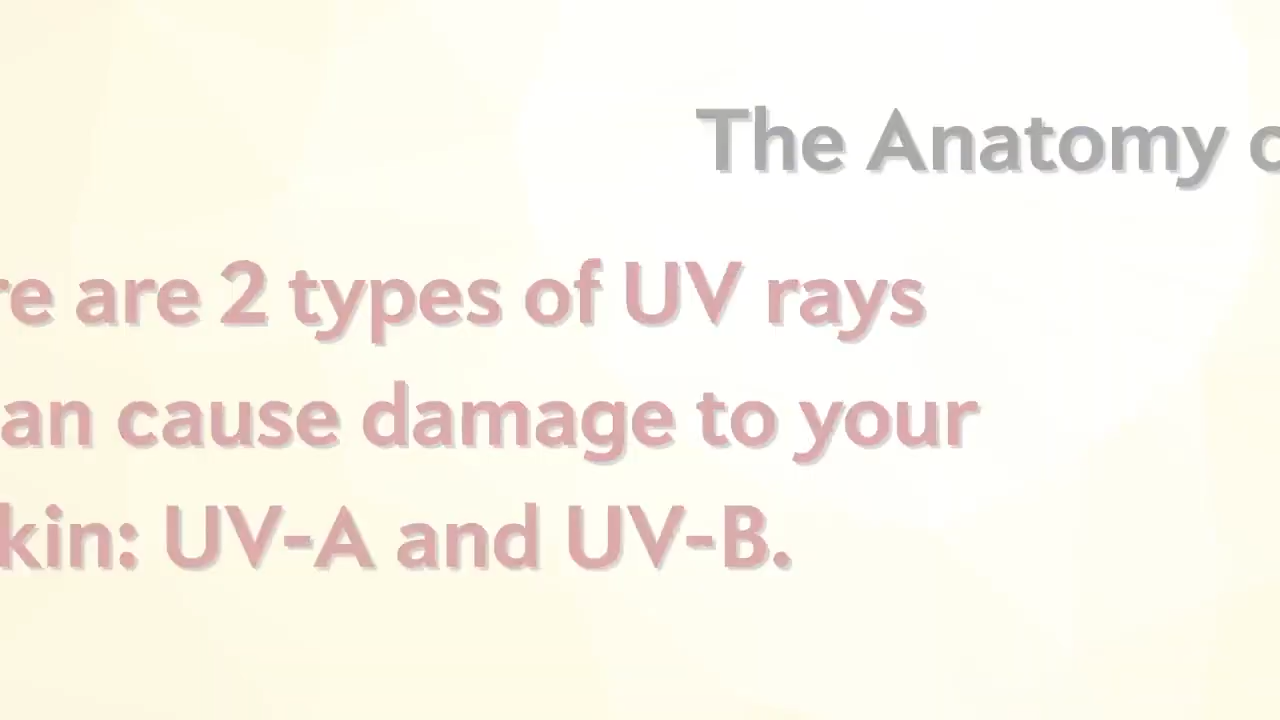 The Anatomy
re are 2 types of UV rays
an cause damage to your
kin: UV-A and UV-B.